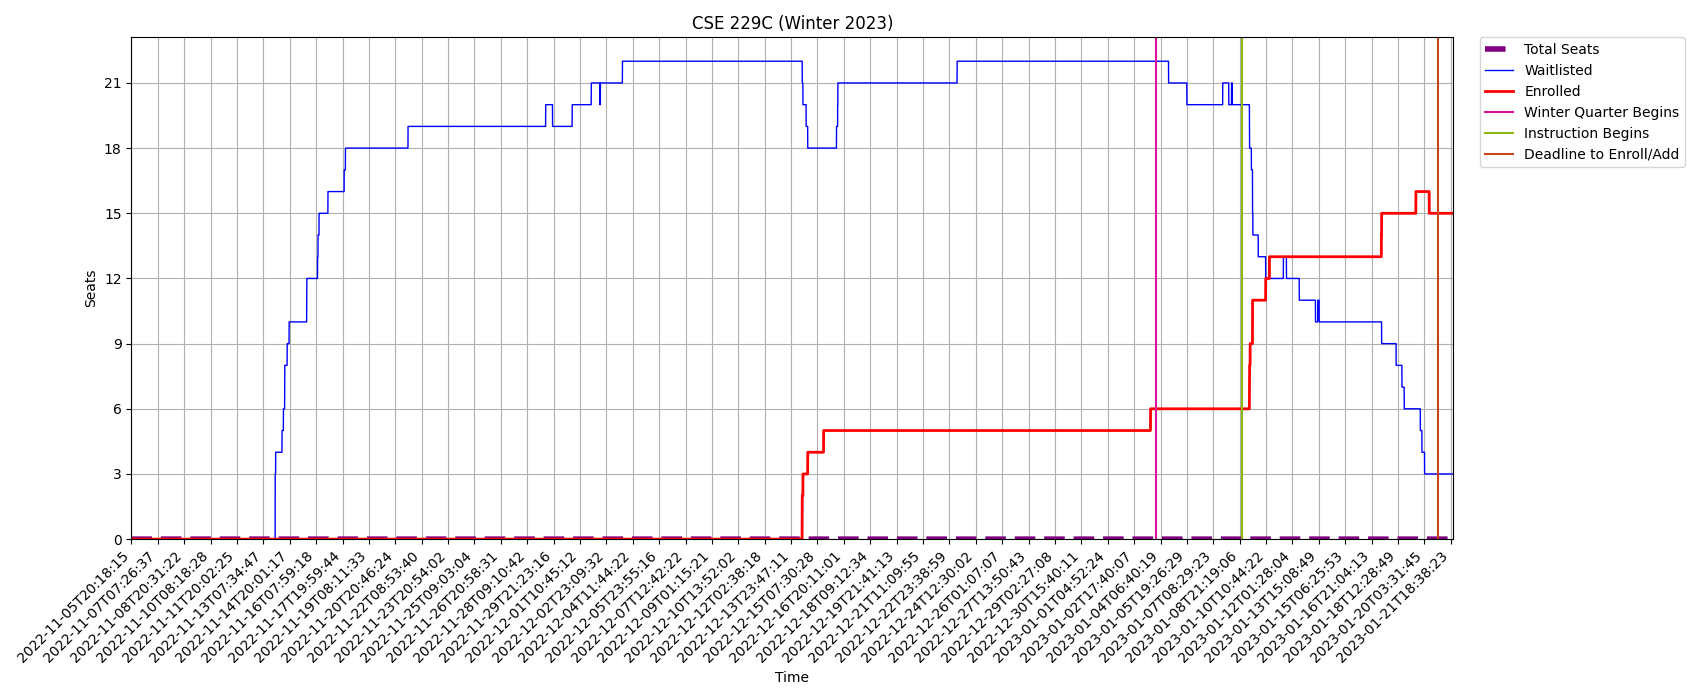 CSE 229C (Winter 2023)
Total Seats
Waitlisted
Enrolled
Winter Quarter Begins
Instruction Begins
Deadline to Enroll/Add
Seats
21
18
15
12
9
6
3
0
2022-11-05T20:18:15
2022-11-07T07:26:37
2022-11-08T20:31:22
2022-11-10T08:18:28
2022-11-11T20:02:25
2022-11-13T07:34:47
2022-11-14T20:01:17
2022-11-16T07:59:18
2022-11-17T19:59:44
2022-11-19T08:11:33
2022-11-20T20:46:24
2022-11-22T08:53:40
2022-11-23T20:54:02
2022-11-25T09:03:04
2022-11-26T20:58:31
2022-11-28T09:10:42
2022-11-29T21:23:16
2022-12-01T10:45:12
2022-12-02T23:09:32
2022-12-04T11:44:22
2022-12-05T23:55:16
2022-12-07T12:42:22
2022-12-09T01:15:21
2022-12-10T13:52:02
2022-12-12T02:38:18
2022-12-13T23:47:11
2022-12-15T07:30:28
2022-12-16T20:11:01
2022-12-18T09:12:34
2022-12-19T21:41:13
2022-12-21T11:09:55
2022-12-22T23:38:59
2022-12-24T12:30:02
2022-12-26T01:07:07
2022-12-27T13:50:43
2022-12-29T02:27:08
2022-12-30T15:40:11
2023-01-01T04:52:24
2023-01-02T17:40:07
2023-01-04T06:40:19
2023-01-05T19:26:29
2023-01-07T08:29:23
2023-01-08T21:19:06
2023-01-10T10:44:22
2023-01-12T01:28:04
2023-01-13T15:08:49
2023-01-15T06:25:53
2023-01-16T21:04:13
2023-01-18T12:28:49
2023-01-20T03:31:45
2023-01-21T18:38:23
Time